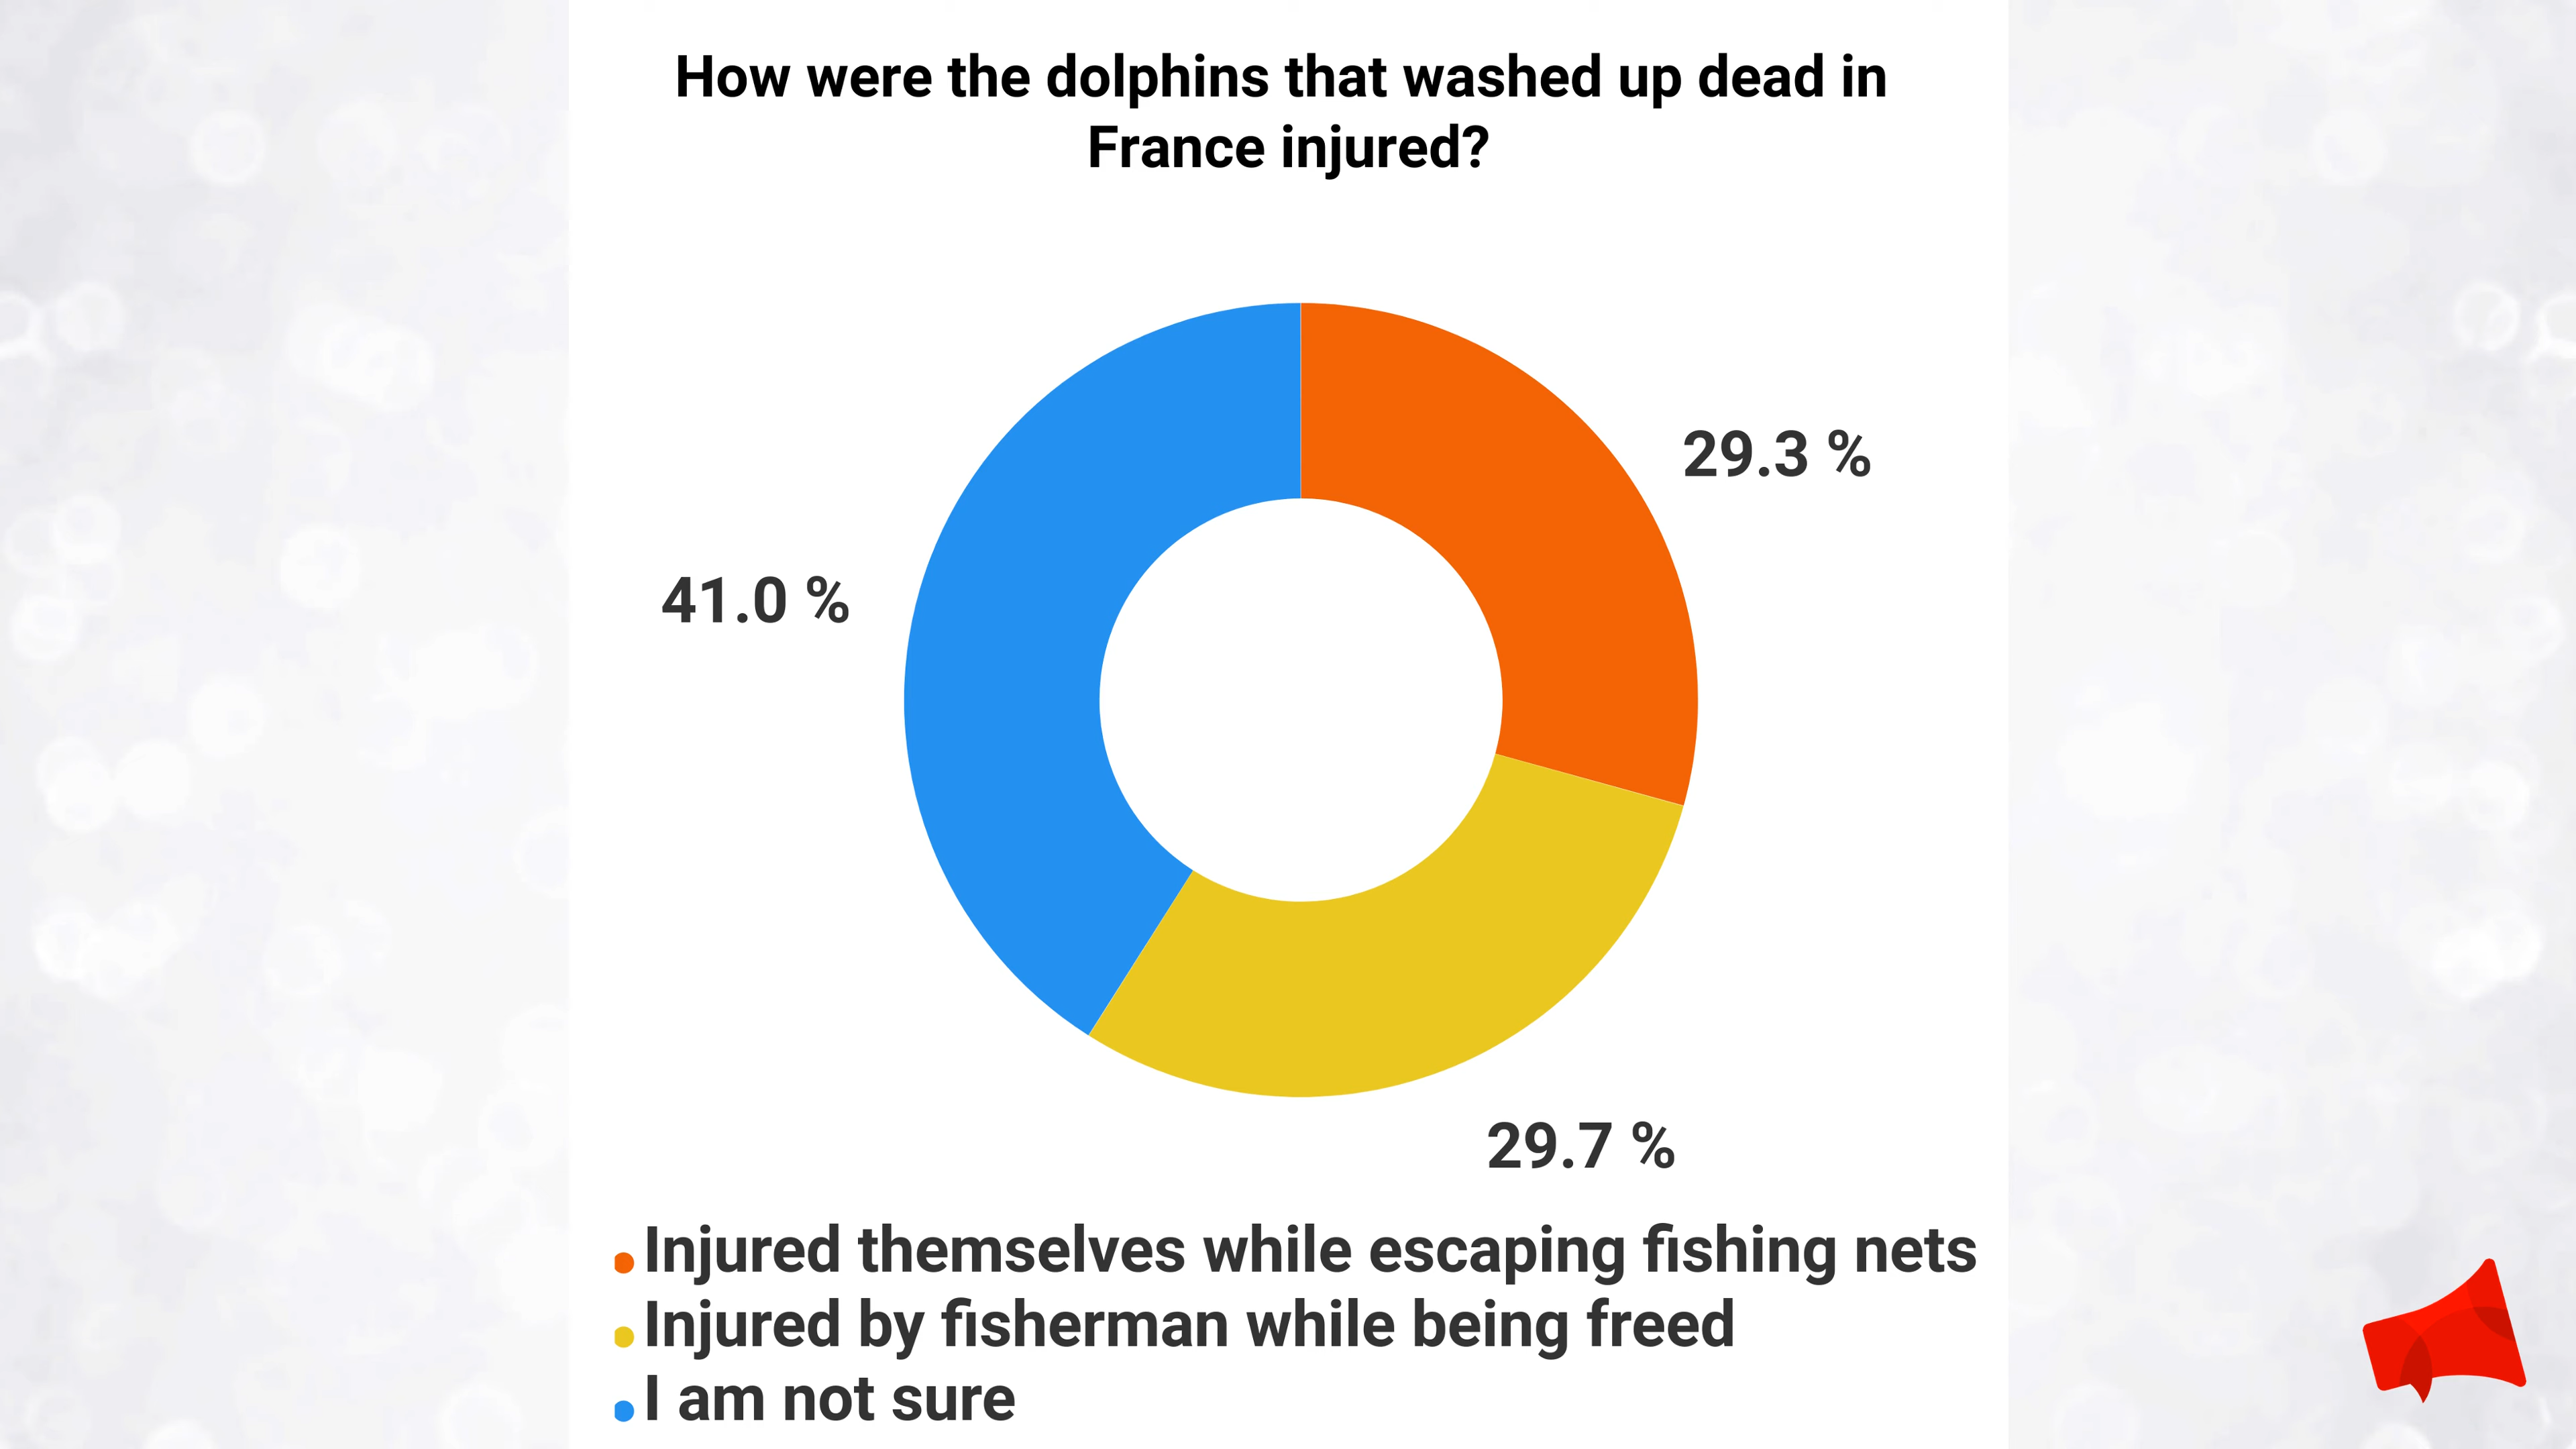 How were the dolphins that washed up dead in
France injured?
29.3 %
41.0 %
29.7 %
Injured themselves while escaping fishing nets
Injured by fisherman while being freed
I am not sure